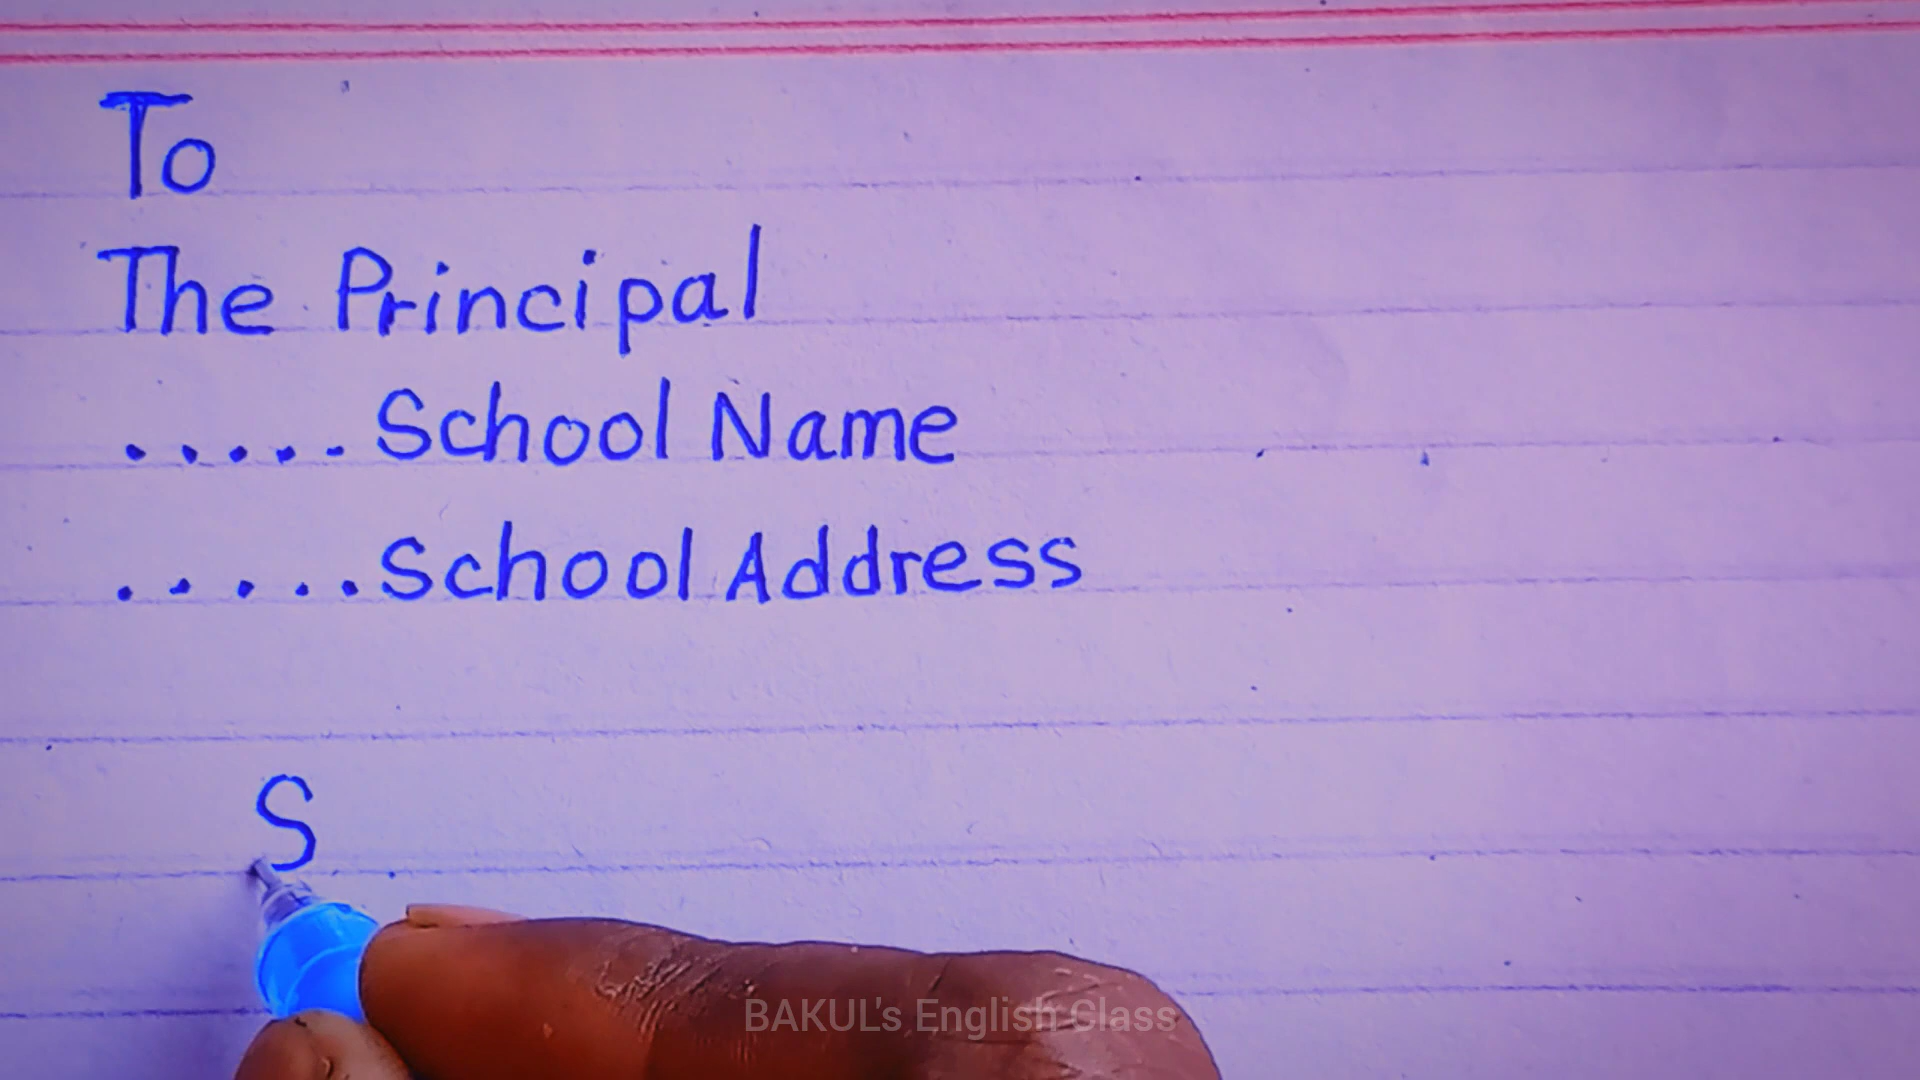 To
The Principal
.....School Name
.....School Address
S
BAKUL's English Class